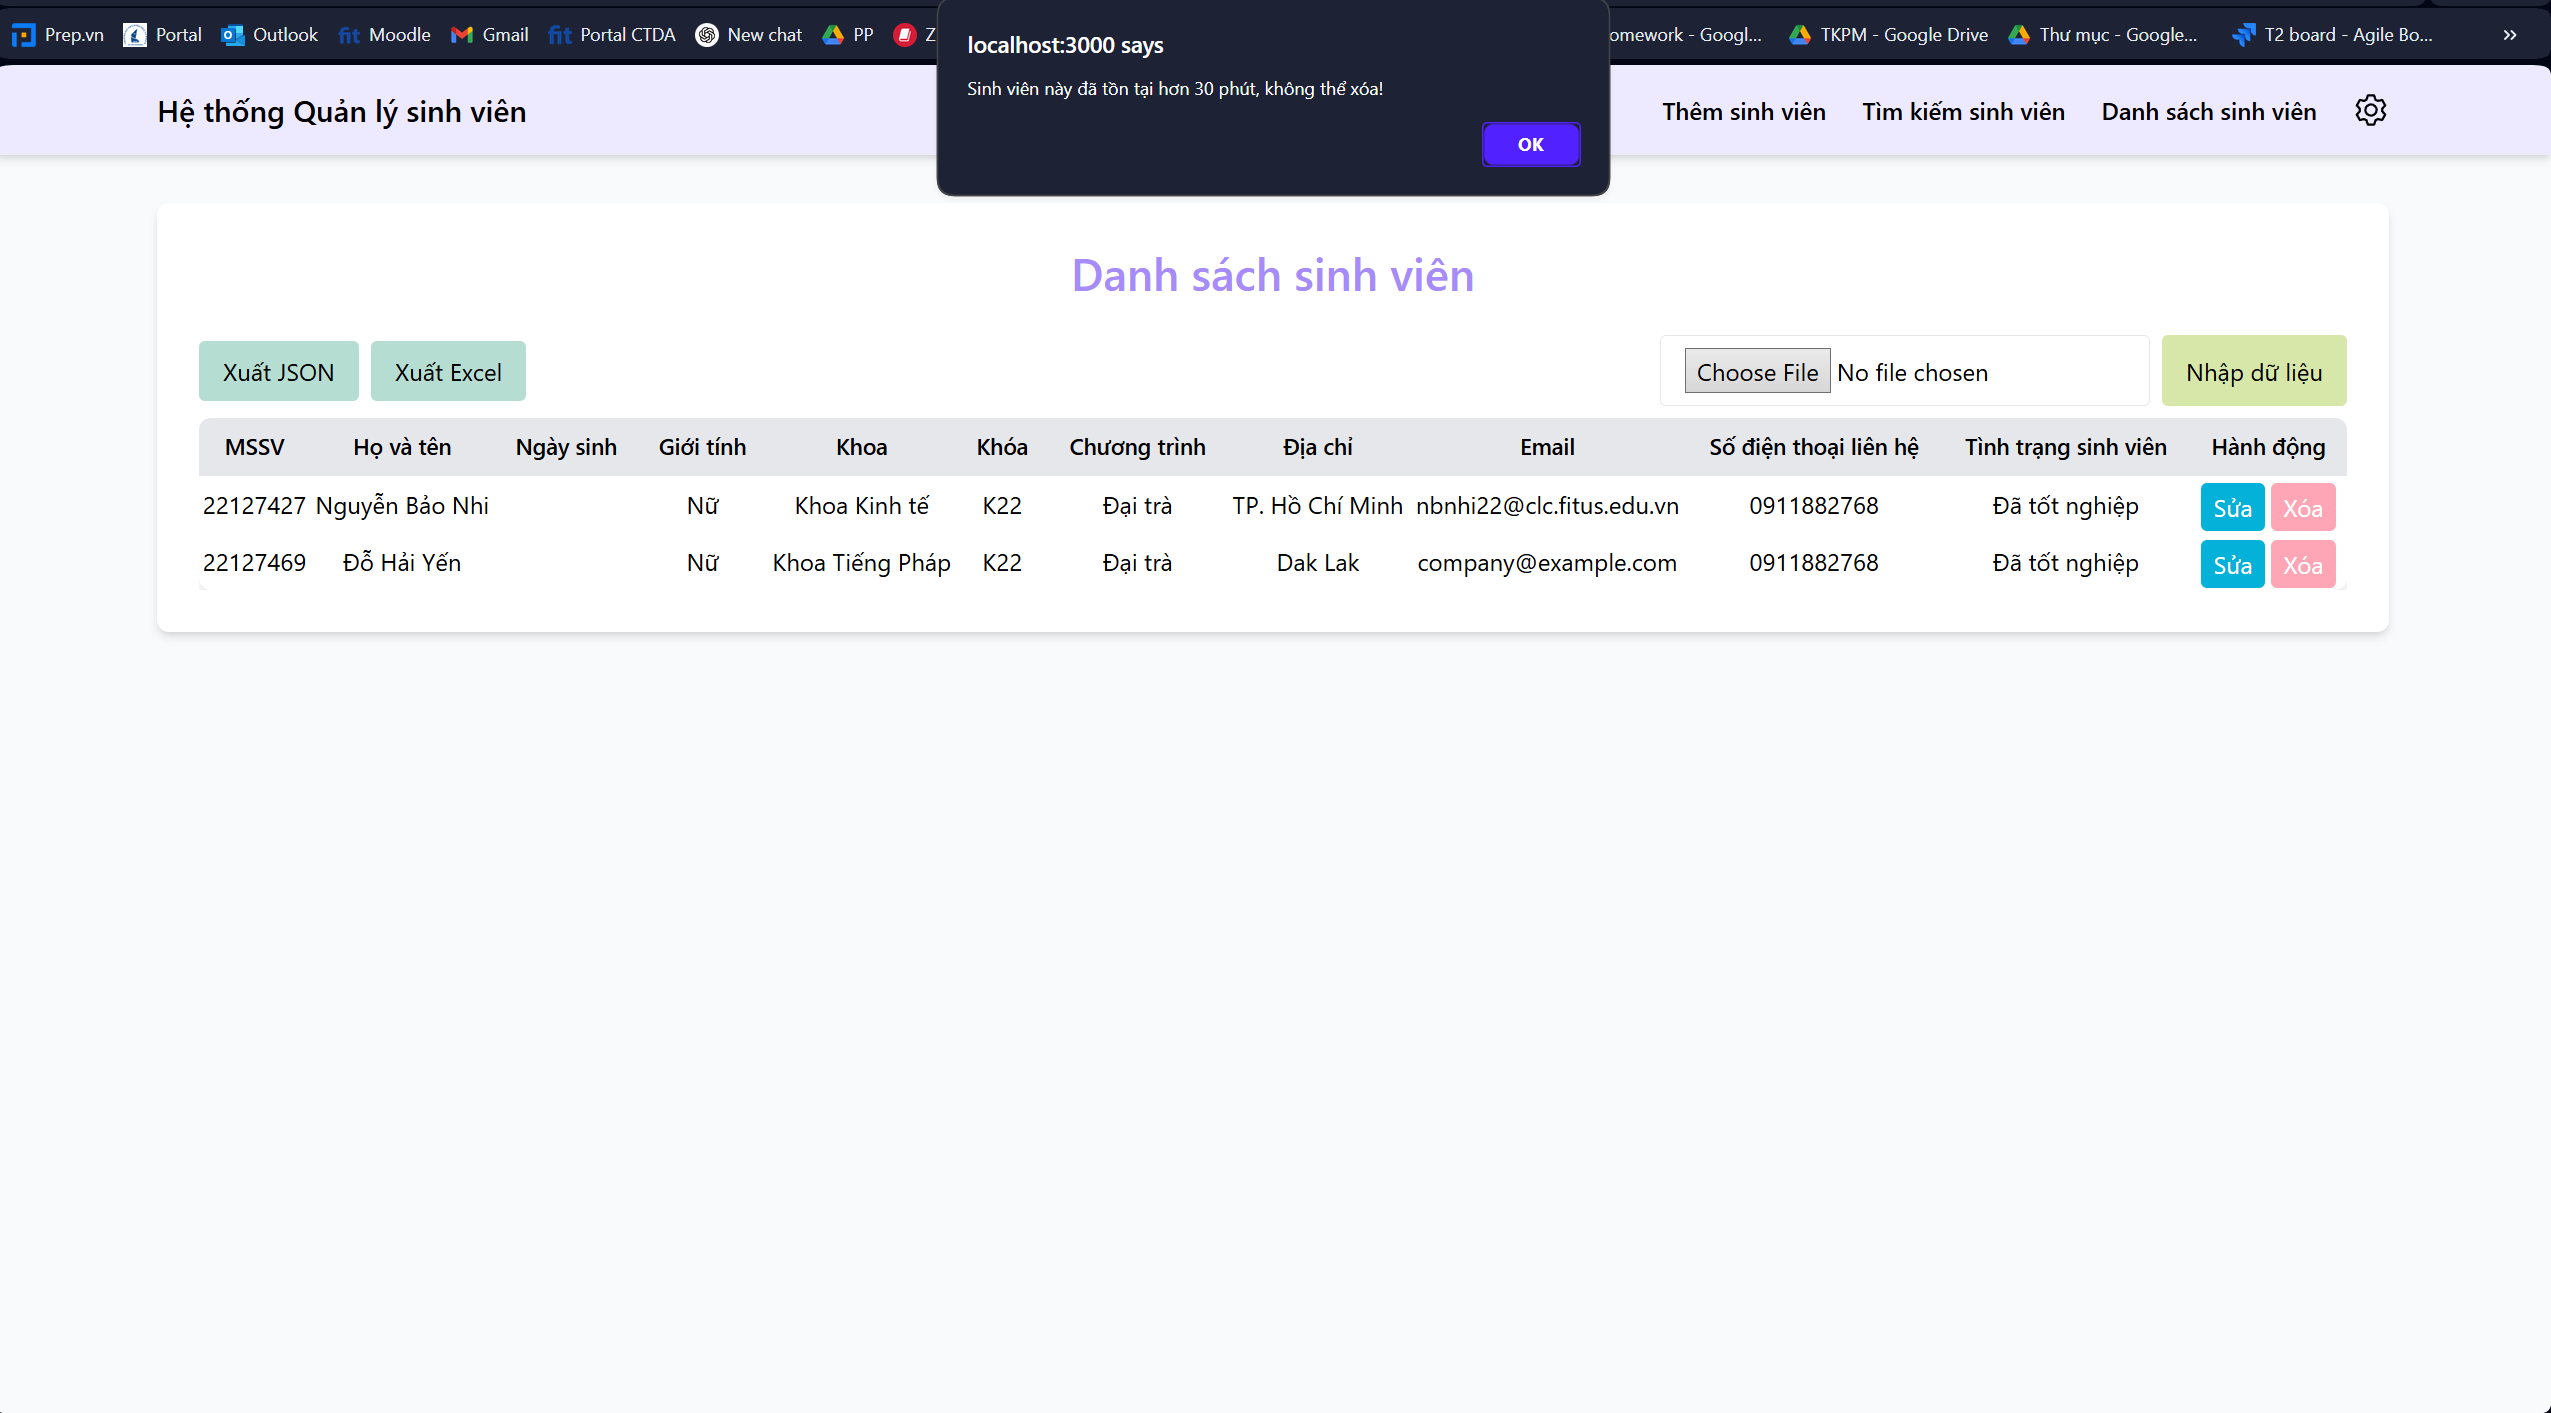 Prep.vn Portal Outlook Moodle Gmail Portal CTDA New chat PP Z
omework - Googl... TKPM - Google Drive Thư mục - Google... T2 board - Agile Bo... »
localhost:3000 says
Sinh viên này đã tồn tại hơn 30 phút, không thể xóa!
OK
Hệ thống Quản lý sinh viên
Thêm sinh viên Tìm kiếm sinh viên Danh sách sinh viên
Danh sách sinh viên
Xuất JSON Xuất Excel Choose File No file chosen Nhập dữ liệu
MSSV Họ và tên Ngày sinh Giới tính Khoa Khóa Chương trình Địa chỉ Email Số điện thoại liên hệ Tình trạng sinh viên Hành động
22127427 Nguyễn Bảo Nhi Nữ Khoa Kinh tế K22 Đại trà TP. Hồ Chí Minh nbnhi22@clc.fitus.edu.vn 0911882768 Đã tốt nghiệp Sửa Xóa
22127469 Đỗ Hải Yến Nữ Khoa Tiếng Pháp K22 Đại trà Dak Lak company@example.com 0911882768 Đã tốt nghiệp Sửa Xóa